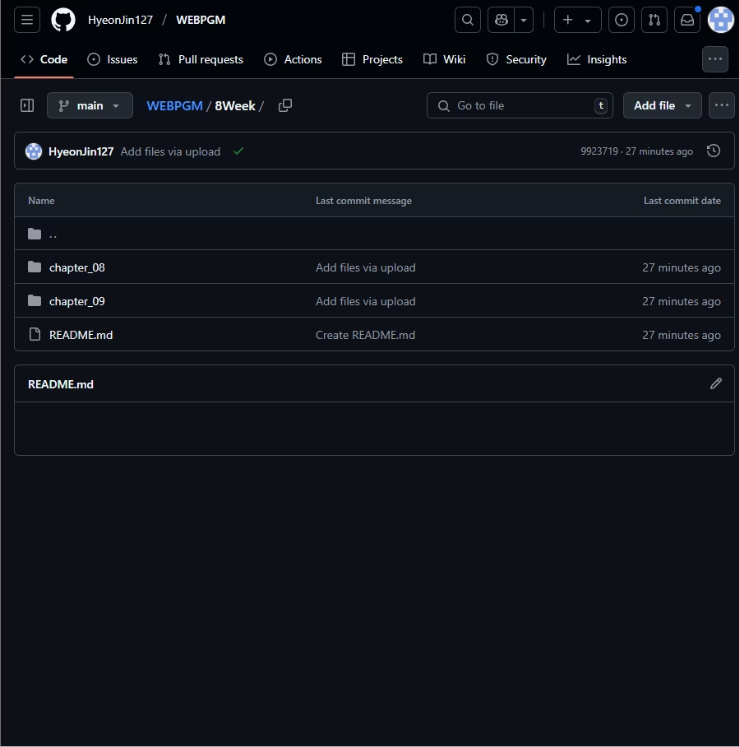 HyeonJin127 / WEBPGM
Code Issues Pull requests Actions Projects Wiki Security Insights
main WEBPGM / 8Week / Go to file t Add file
HyeonJin127 Add files via upload 9923719 · 27 minutes ago
Name Last commit message Last commit date
..
chapter_08 Add files via upload 27 minutes ago
chapter_09 Add files via upload 27 minutes ago
README.md Create README.md 27 minutes ago
README.md